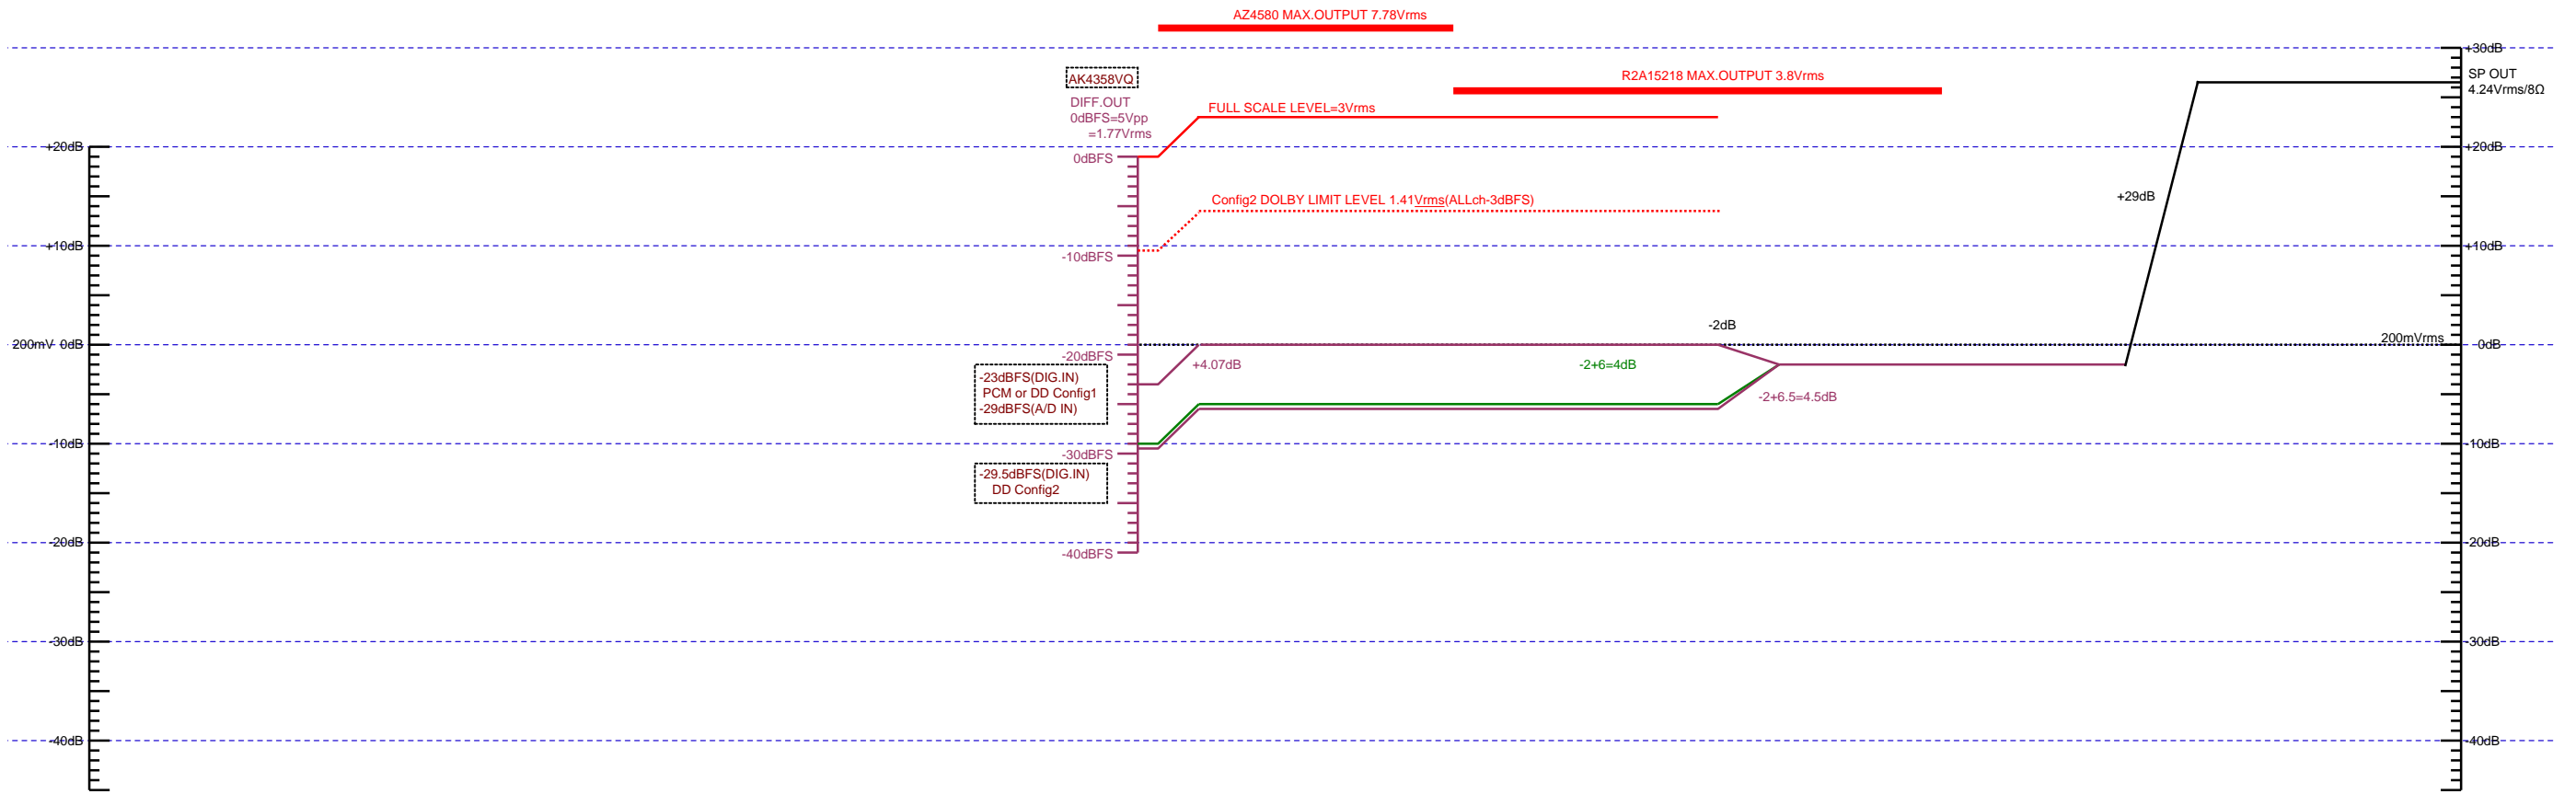 AZ4580 MAX.OUTPUT 7.78Vrms
+30dB
AK4358VQ
R2A15218 MAX.OUTPUT 3.8Vrms
SP OUT
4.24Vrms/8Ω
DIFF.OUT
0dBFS=5Vpp
=1.77Vrms
FULL SCALE LEVEL=3Vrms
+20dB
+20dB
0dBFS
Config2 DOLBY LIMIT LEVEL 1.41Vrms(ALLch-3dBFS)
+29dB
+10dB
+10dB
-10dBFS
-2dB
200mV 0dB
200mVrms
0dB
-20dBFS
+4.07dB
-2+6=4dB
-23dBFS(DIG.IN)
PCM or DD Config1
-29dBFS(A/D IN)
-2+6.5=4.5dB
-10dB
-10dB
-30dBFS
-29.5dBFS(DIG.IN)
DD Config2
-20dB
-20dB
-40dBFS
-30dB
-30dB
-40dB
-40dB